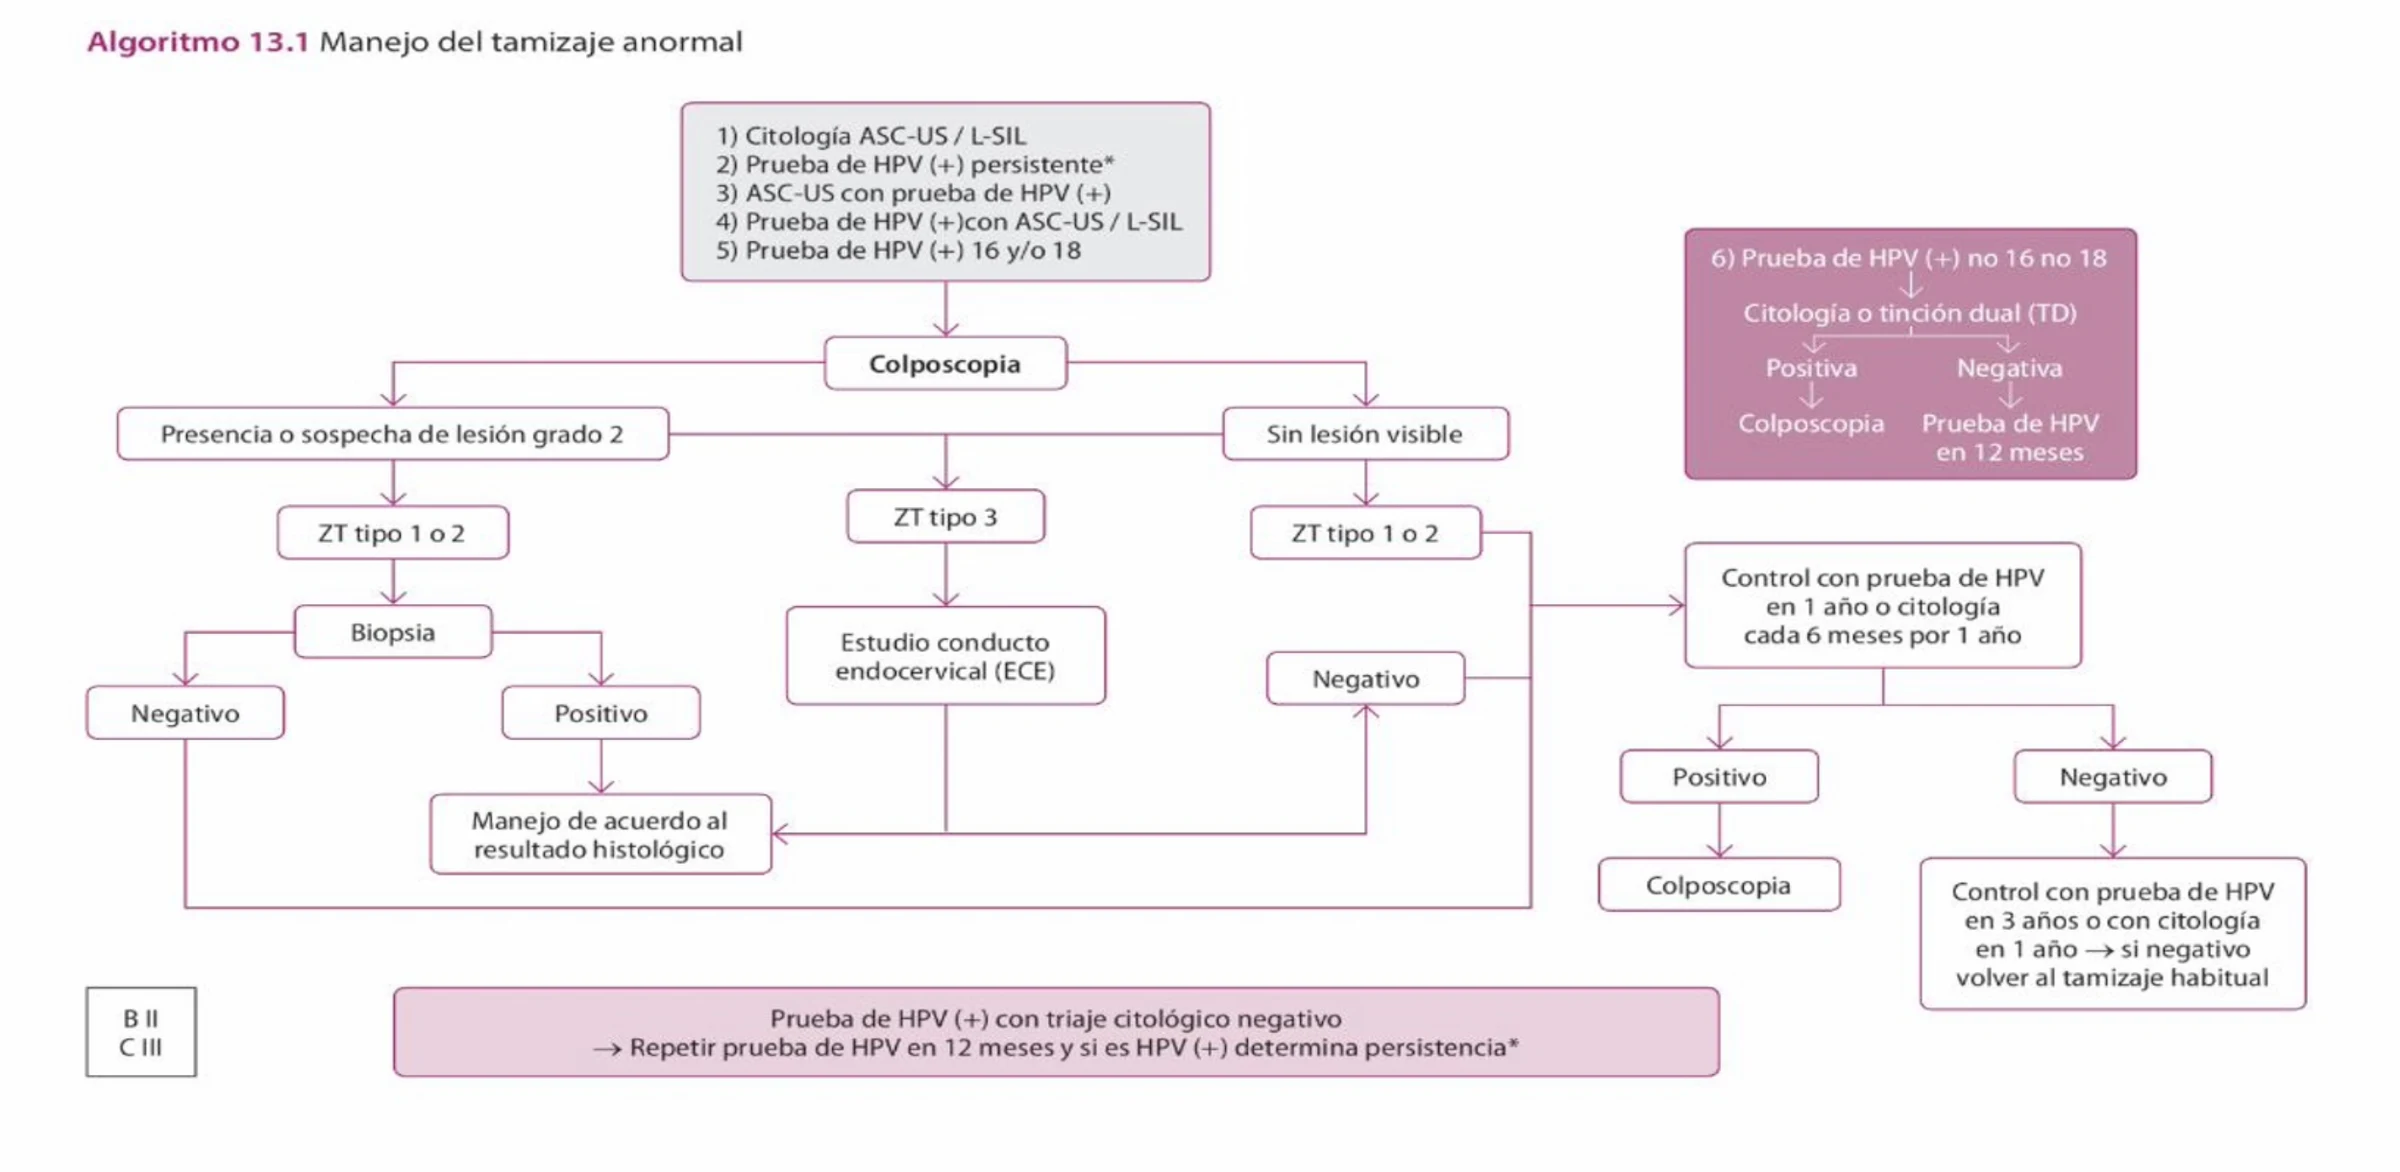 Algoritmo 13.1 Manejo del tamizaje anormal
1) Citología ASC-US / L-SIL
2) Prueba de HPV (+) persistente*
3) ASC-US con prueba de HPV (+)
4) Prueba de HPV (+)con ASC-US / L-SIL
5) Prueba de HPV (+) 16 y/o 18
6) Prueba de HPV (+) no 16 no 18
Citología o tinción dual (TD)
Positiva
Negativa
Colposcopia
Prueba de HPV
en 12 meses
Colposcopia
Presencia o sospecha de lesión grado 2
Sin lesión visible
ZT tipo 1 o 2
ZT tipo 3
ZT tipo 1 o 2
Biopsia
Estudio conducto
endocervical (ECE)
Negativo
Positivo
Negativo
Manejo de acuerdo al
resultado histológico
Control con prueba de HPV
en 1 año o citología
cada 6 meses por 1 año
Positivo
Negativo
Colposcopia
Control con prueba de HPV
en 3 años o con citología
en 1 año → si negativo
volver al tamizaje habitual
B II
C III
Prueba de HPV (+) con triaje citológico negativo
→ Repetir prueba de HPV en 12 meses y si es HPV (+) determina persistencia*